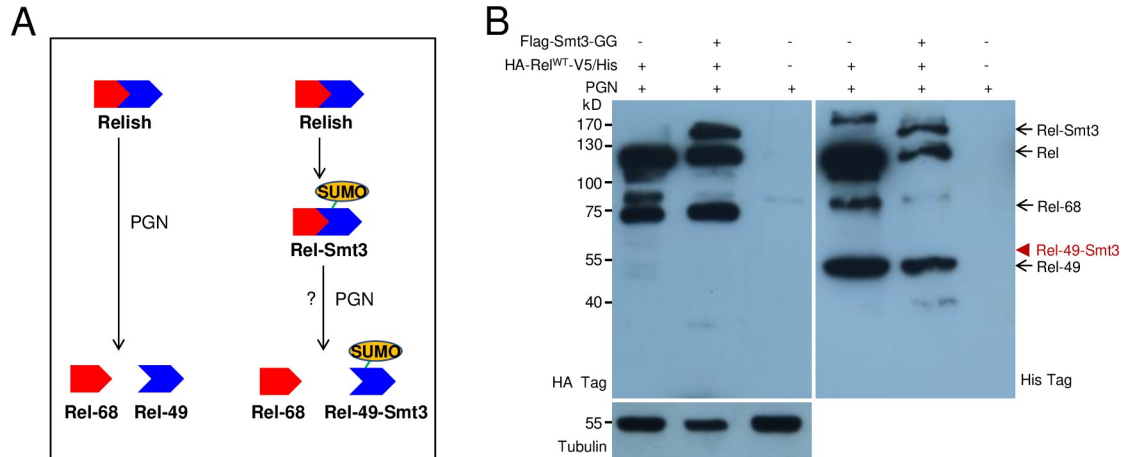 A
Relish
Relish
SUMO
Rel-Smt3
PGN
? PGN
SUMO
Rel-68 Rel-49
Rel-68 Rel-49-Smt3
B
Flag-Smt3-GG - + - - + -
HA-RelWT-V5/His + + - + + -
PGN + + + + + +
kD
170
130
100
75
55
40
HA Tag
Rel-Smt3
Rel
Rel-68
Rel-49-Smt3
Rel-49
His Tag
55
Tubulin